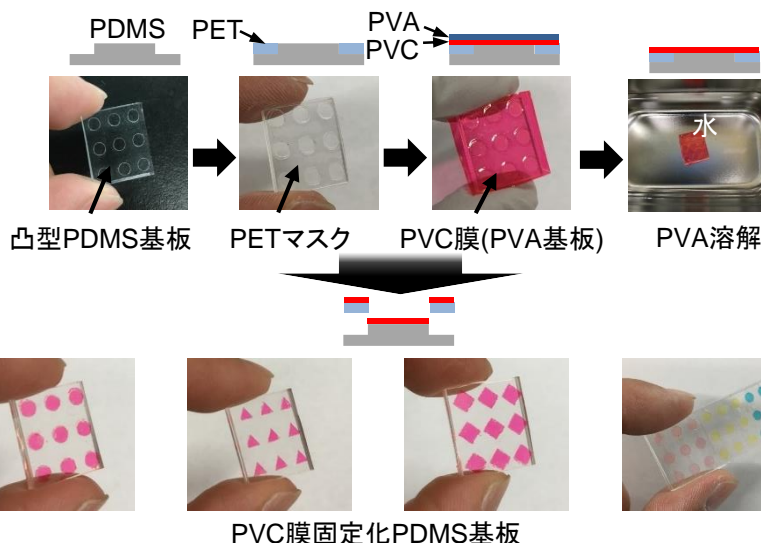 PDMS
PET
PVA
PVC
水
凸型PDMS基板
PETマスク
PVC膜(PVA基板)
PVA溶解
PVC膜固定化PDMS基板